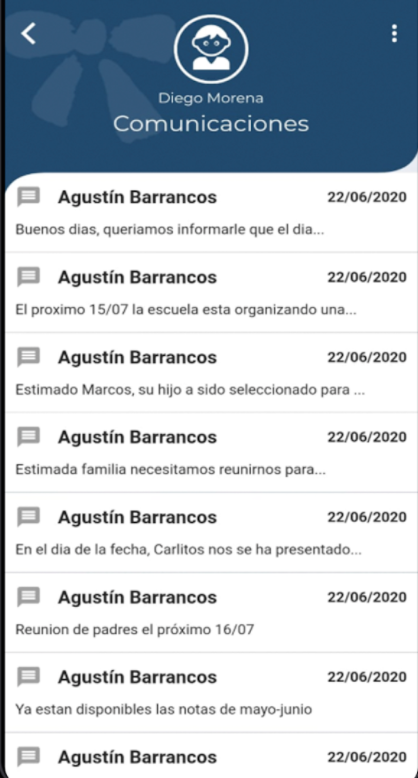 Diego Morena
Comunicaciones
Agustín Barrancos 22/06/2020
Buenos dias, queriamos informarle que el dia...
Agustín Barrancos 22/06/2020
El proximo 15/07 la escuela esta organizando una...
Agustín Barrancos 22/06/2020
Estimado Marcos, su hijo a sido seleccionado para ...
Agustín Barrancos 22/06/2020
Estimada familia necesitamos reunirnos para...
Agustín Barrancos 22/06/2020
En el dia de la fecha, Carlitos nos se ha presentado...
Agustín Barrancos 22/06/2020
Reunion de padres el próximo 16/07
Agustín Barrancos 22/06/2020
Ya estan disponibles las notas de mayo-junio
Agustín Barrancos 22/06/2020